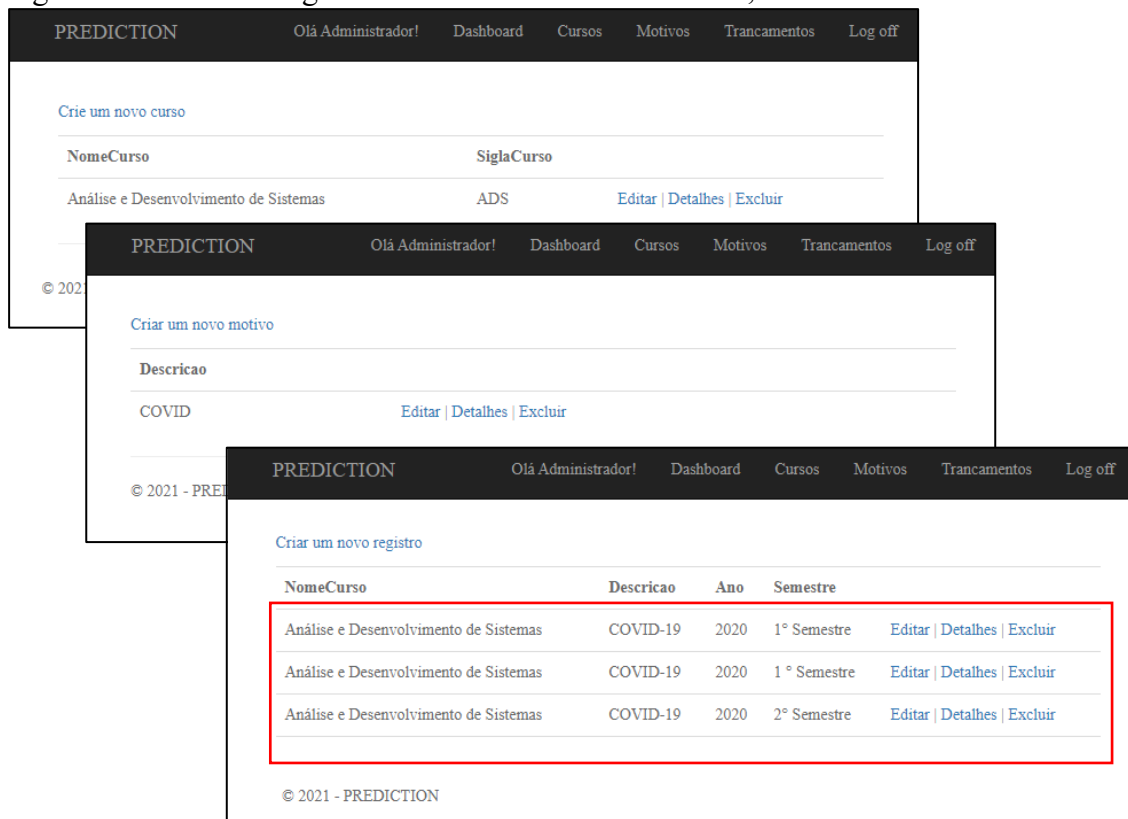 PREDICTION Olá Administrador! Dashboard Cursos Motivos Trancamentos Log off
Crie um novo curso
NomeCurso SiglaCurso
Análise e Desenvolvimento de Sistemas ADS Editar | Detalhes | Excluir
© 202
PREDICTION Olá Administrador! Dashboard Cursos Motivos Trancamentos Log off
Criar um novo motivo
Descricao
COVID Editar | Detalhes | Excluir
© 2021 - PRE
PREDICTION Olá Administrador! Dashboard Cursos Motivos Trancamentos Log off
Criar um novo registro
NomeCurso Descricao Ano Semestre
Análise e Desenvolvimento de Sistemas COVID-19 2020 1° Semestre Editar | Detalhes | Excluir
Análise e Desenvolvimento de Sistemas COVID-19 2020 1 ° Semestre Editar | Detalhes | Excluir
Análise e Desenvolvimento de Sistemas COVID-19 2020 2° Semestre Editar | Detalhes | Excluir
© 2021 - PREDICTION